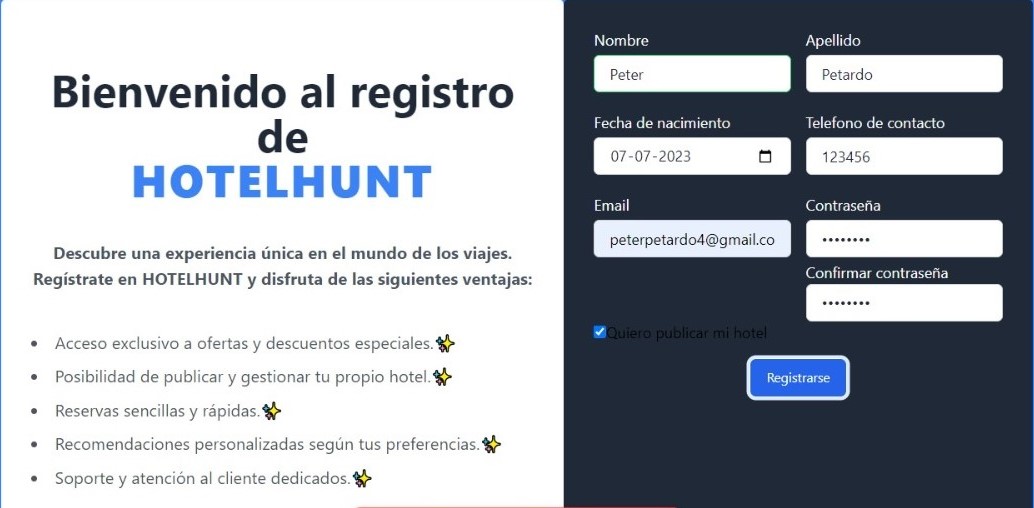 Bienvenido al registro
de
HOTELHUNT
Descubre una experiencia única en el mundo de los viajes.
Regístrate en HOTELHUNT y disfruta de las siguientes ventajas:
• Acceso exclusivo a ofertas y descuentos especiales.✨
• Posibilidad de publicar y gestionar tu propio hotel.✨
• Reservas sencillas y rápidas.✨
• Recomendaciones personalizadas según tus preferencias.✨
• Soporte y atención al cliente dedicados.✨
Nombre Apellido
Peter Petardo
Fecha de nacimiento Telefono de contacto
07-07-2023 123456
Email Contraseña
peterpetardo4@gmail.co ••••••••
Confirmar contraseña
••••••••
Quiero publicar mi hotel
Registrarse